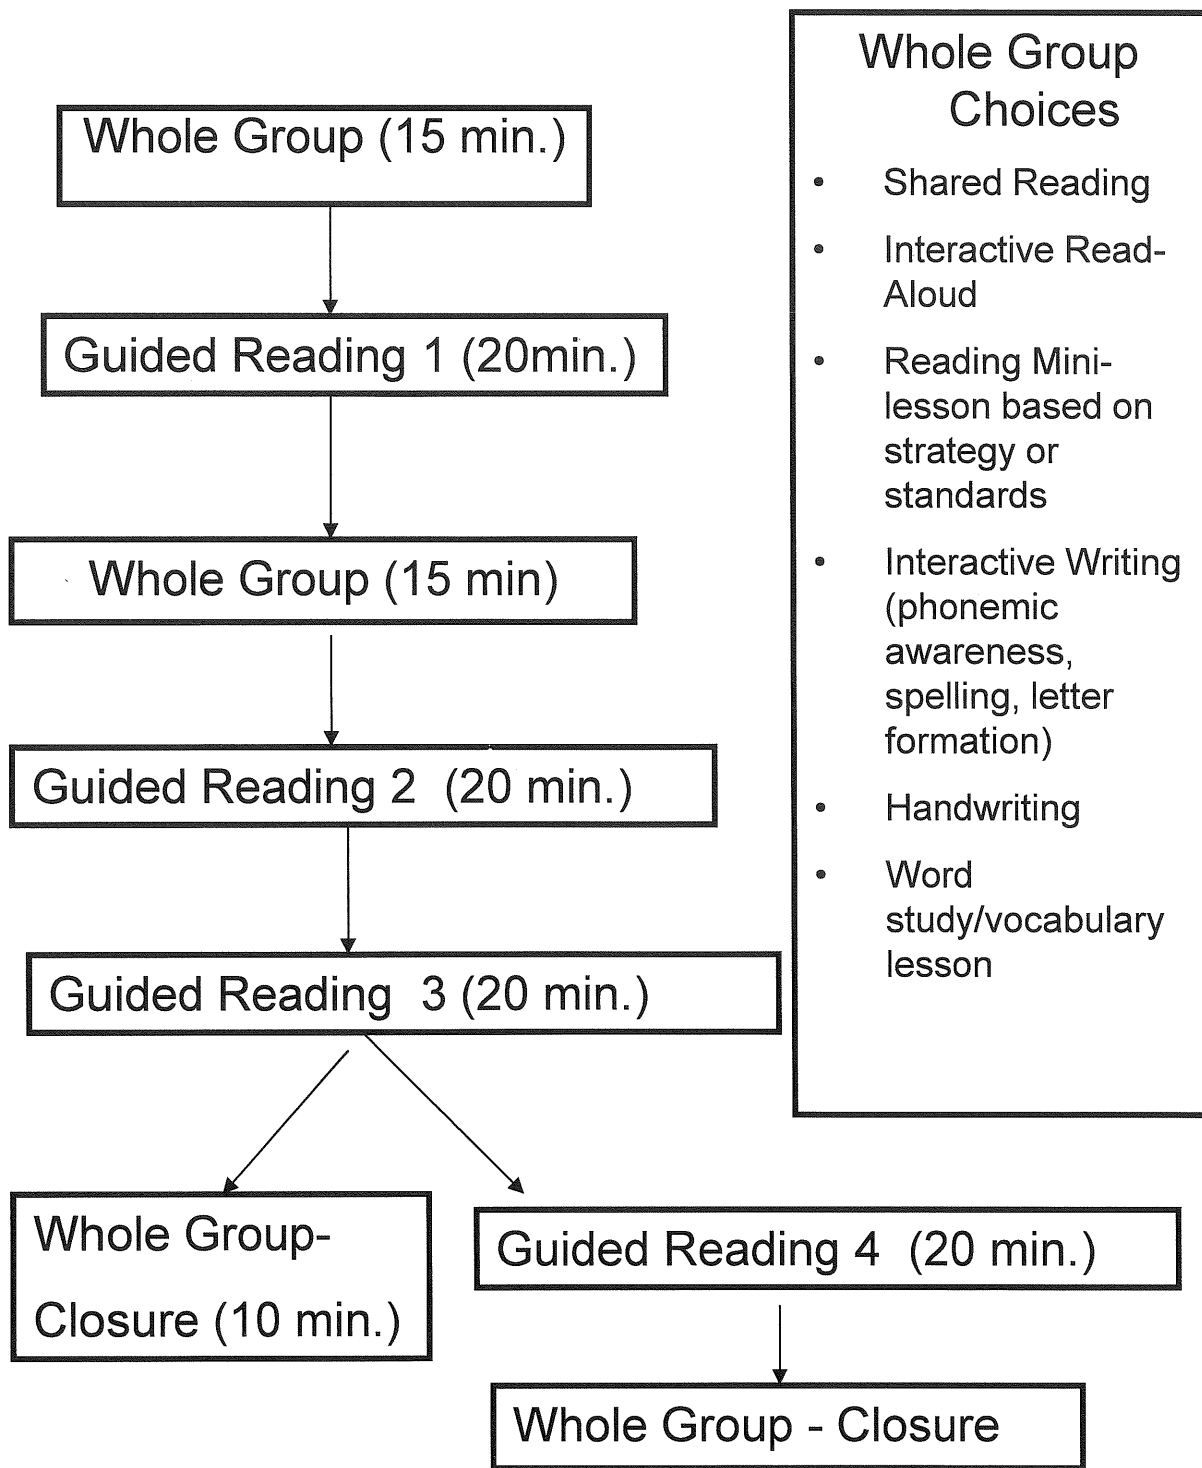 Whole Group (15 min.)
Guided Reading 1 (20min.)
Whole Group (15 min)
Guided Reading 2 (20 min.)
Guided Reading 3 (20 min.)
Whole Group-
Closure (10 min.)
Guided Reading 4 (20 min.)
Whole Group - Closure
Whole Group
Choices
• Shared Reading
• Interactive Read-
Aloud
• Reading Mini-
lesson based on
strategy or
standards
• Interactive Writing
(phonemic
awareness,
spelling, letter
formation)
• Handwriting
• Word
study/vocabulary
lesson